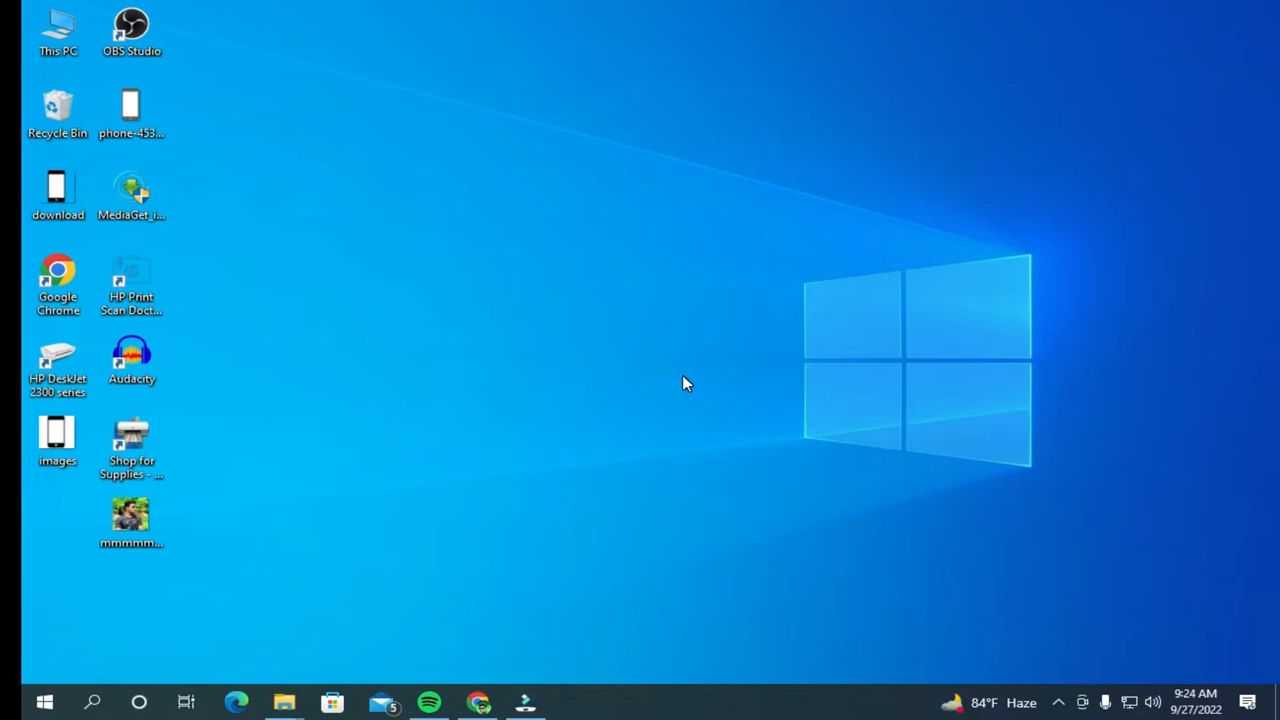 This PC
OBS Studio
Recycle Bin
phone-453...
download
MediaGet_i...
Google
Chrome
HP Print
Scan Doct...
HP DeskJet
2300 series
Audacity
images
Shop for
Supplies - ...
mmmmm...
5
84°F Haze
9:24 AM
9/27/2022